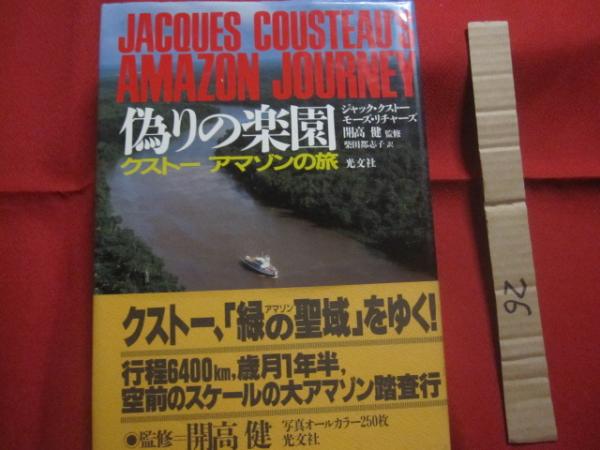 JACQUES COUSTEAU'S
AMAZON JOURNEY
偽りの楽園
クストー アマゾンの旅
ジャック・クストー
モーズ・リチャーズ
開高 健 監修
柴田都志子 訳
光文社
クストー、「緑の聖域」をゆく!
アマゾン
行程6400km,歳月1年半,
空前のスケールの大アマゾン踏査行
◉監修=開高 健
写真オールカラー250枚
光文社
26